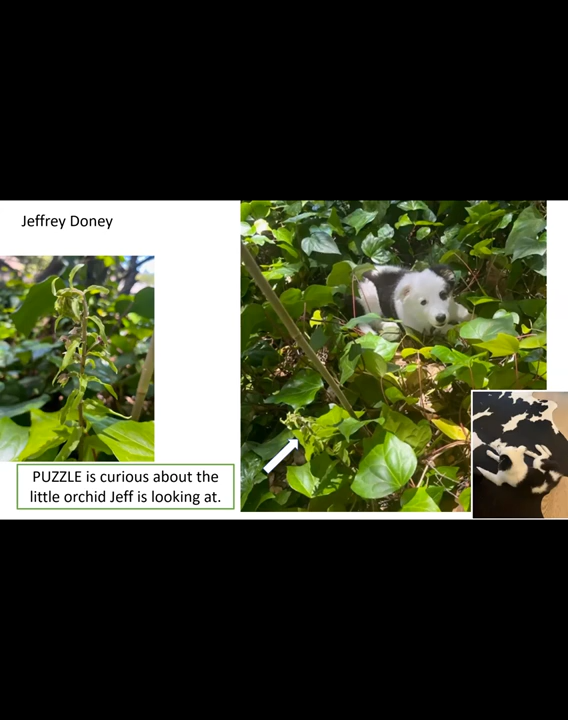 Jeffrey Doney
PUZZLE is curious about the
little orchid Jeff is looking at.